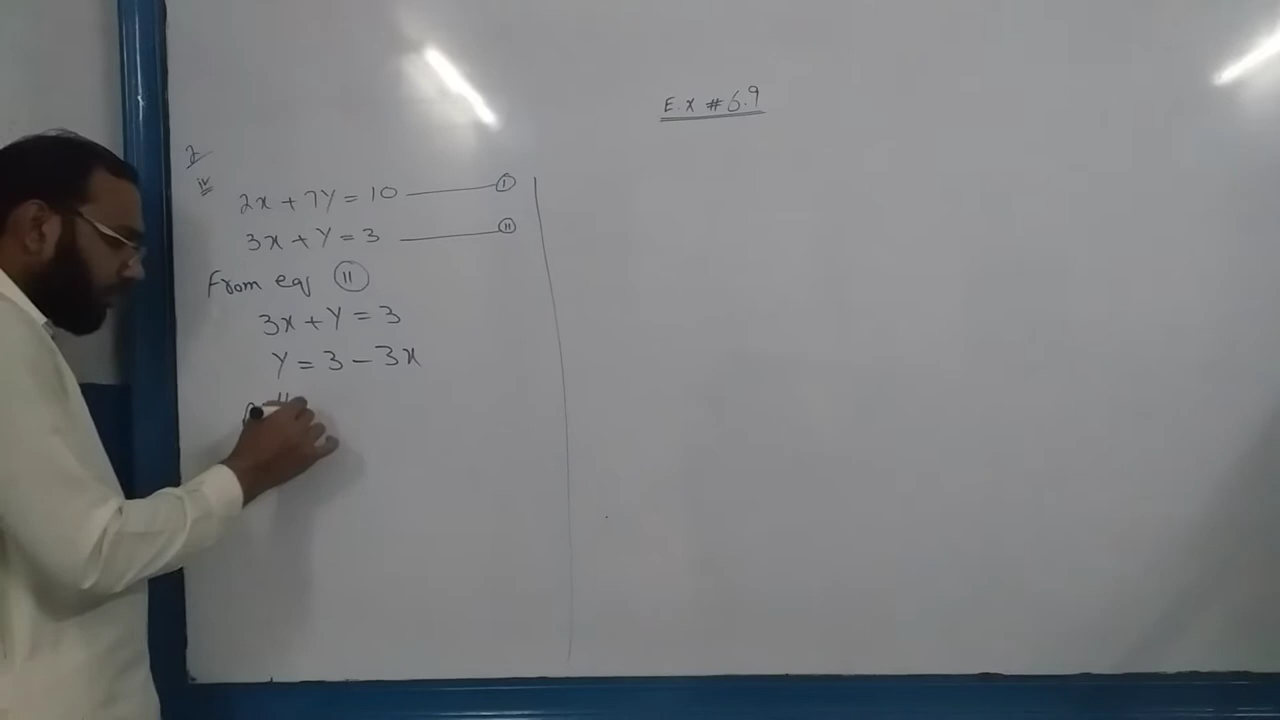 E.X # 6.9
2
iv
2x + 7y = 10 ——— I
3x + y = 3 ——— II
From eq II
3x + y = 3
y = 3 - 3x